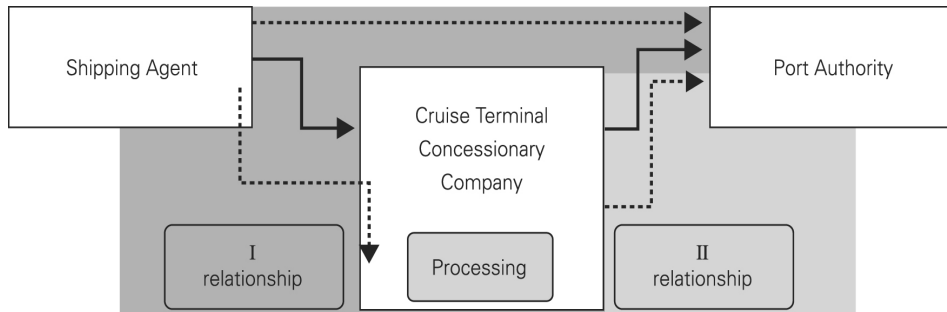 Shipping Agent
Port Authority
Cruise Terminal
Concessionary
Company
I
relationship
Processing
II
relationship